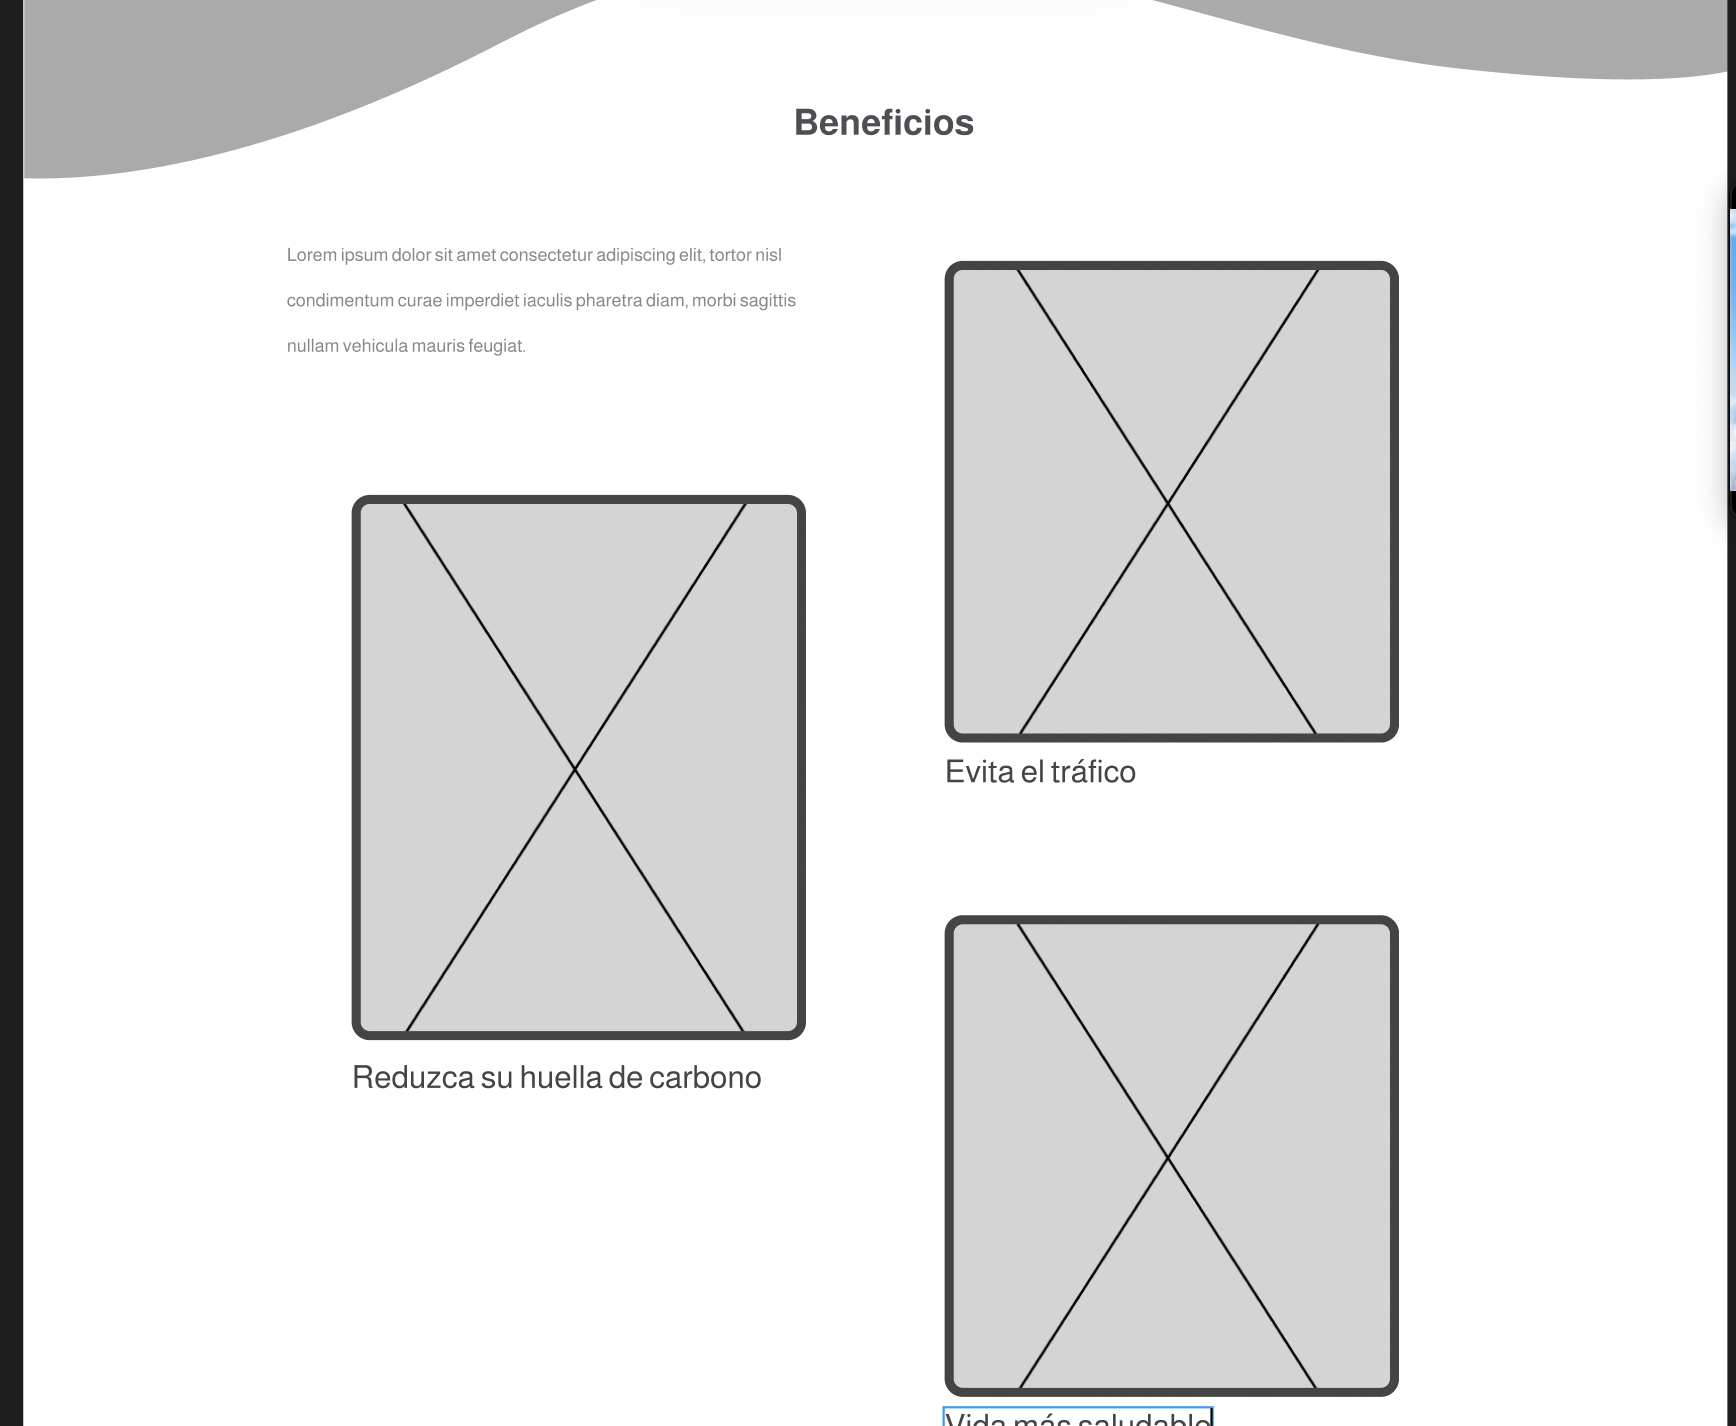 Beneficios
Lorem ipsum dolor sit amet consectetur adipiscing elit, tortor nisl
condimentum curae imperdiet iaculis pharetra diam, morbi sagittis
nullam vehicula mauris feugiat.
Evita el tráfico
Reduzca su huella de carbono
Vida más saludable